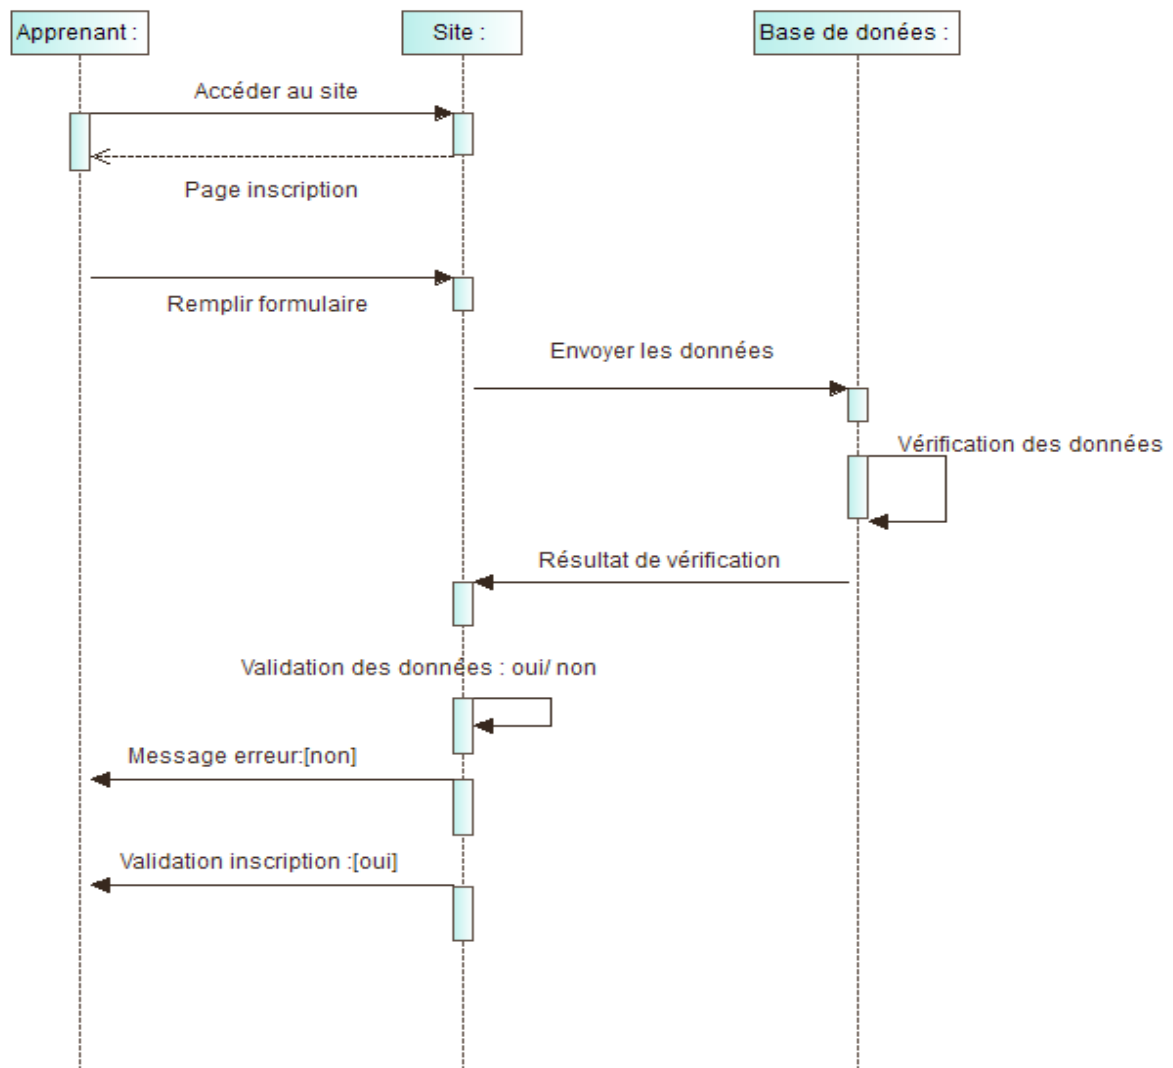 Apprenant :
Site :
Base de donées :
Accéder au site
Page inscription
Remplir formulaire
Envoyer les données
Vérification des données
Résultat de vérification
Validation des données : oui/ non
Message erreur:[non]
Validation inscription :[oui]